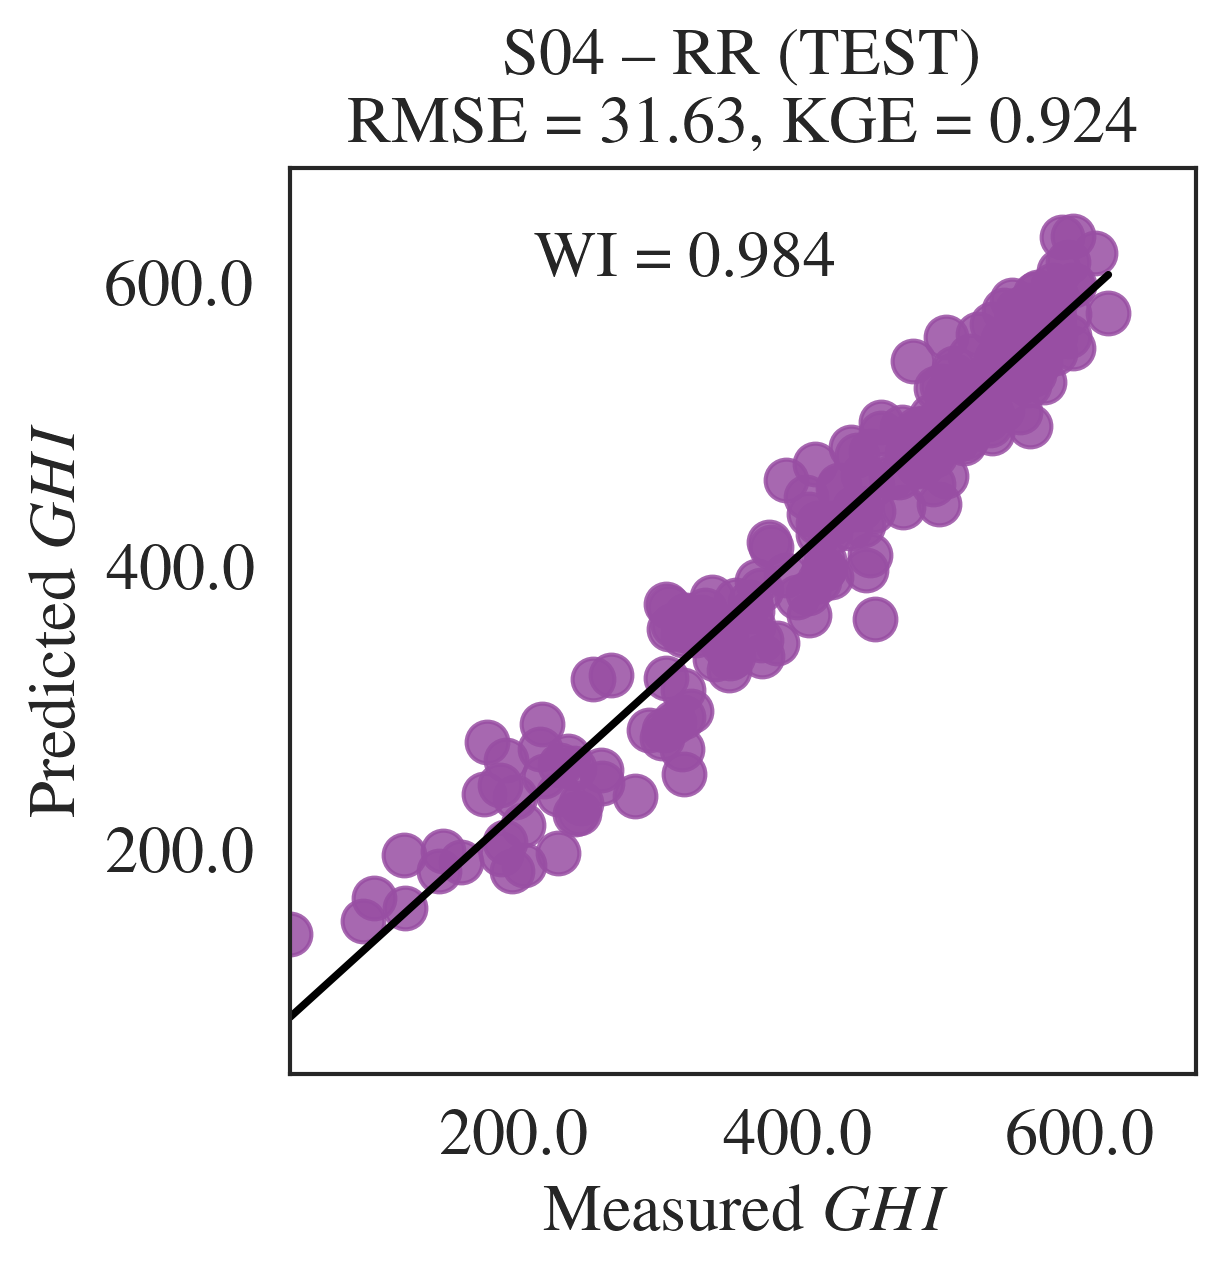 S04 – RR (TEST)
RMSE = 31.63, KGE = 0.924
WI = 0.984
600.0
400.0
200.0
Predicted GHI
200.0 400.0 600.0
Measured GHI